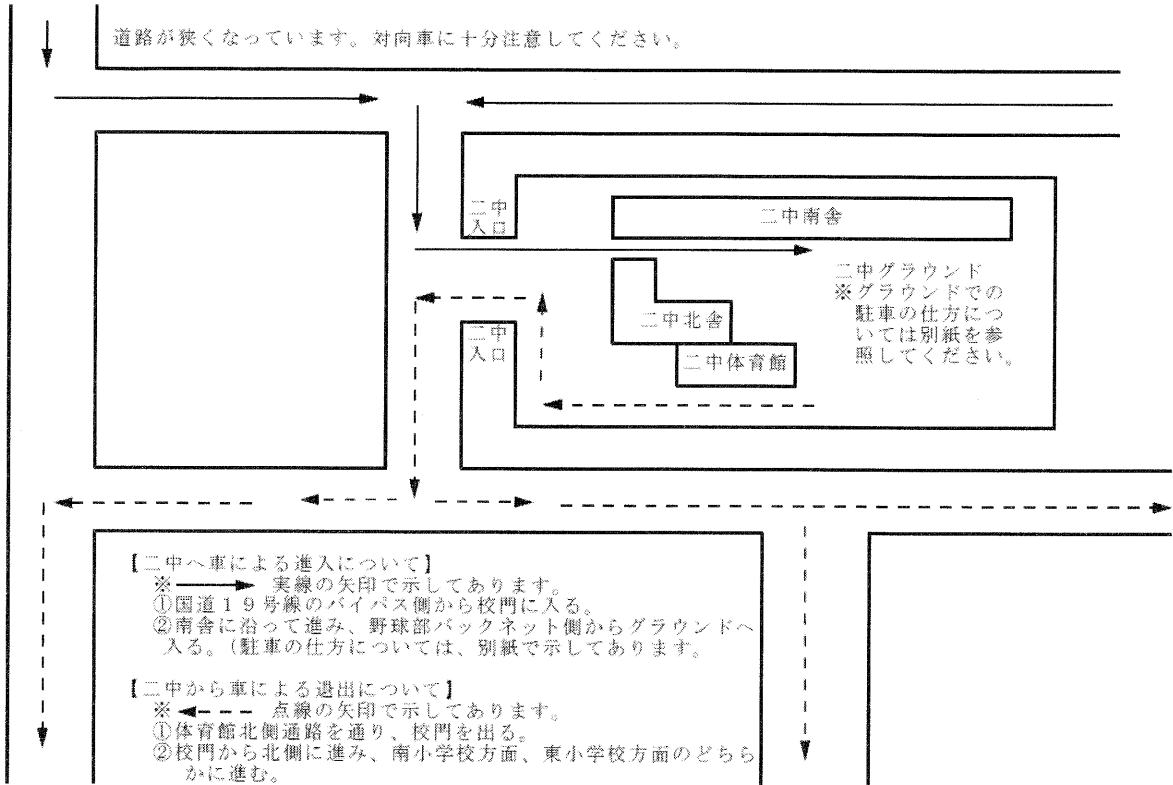 道路が狭くなっています。対向車に十分注意してください。
二中
入口
二中南舎
二中グラウンド
※グラウンドでの
駐車の仕方につ
いては別紙を参
照してください。
二中北舎
二中
入口
二中体育館
【二中へ車による進入について】
※ 実線の矢印で示してあります。
①国道１９号線のバイパス側から校門に入る。
②南舎に沿って進み、野球部バックネット側からグラウンドへ
入る。(駐車の仕方については、別紙で示してあります。
【二中から車による退出について】
※ 点線の矢印で示してあります。
①体育館北側通路を通り、校門を出る。
②校門から北側に進み、南小学校方面、東小学校方面のどちら
かに進む。